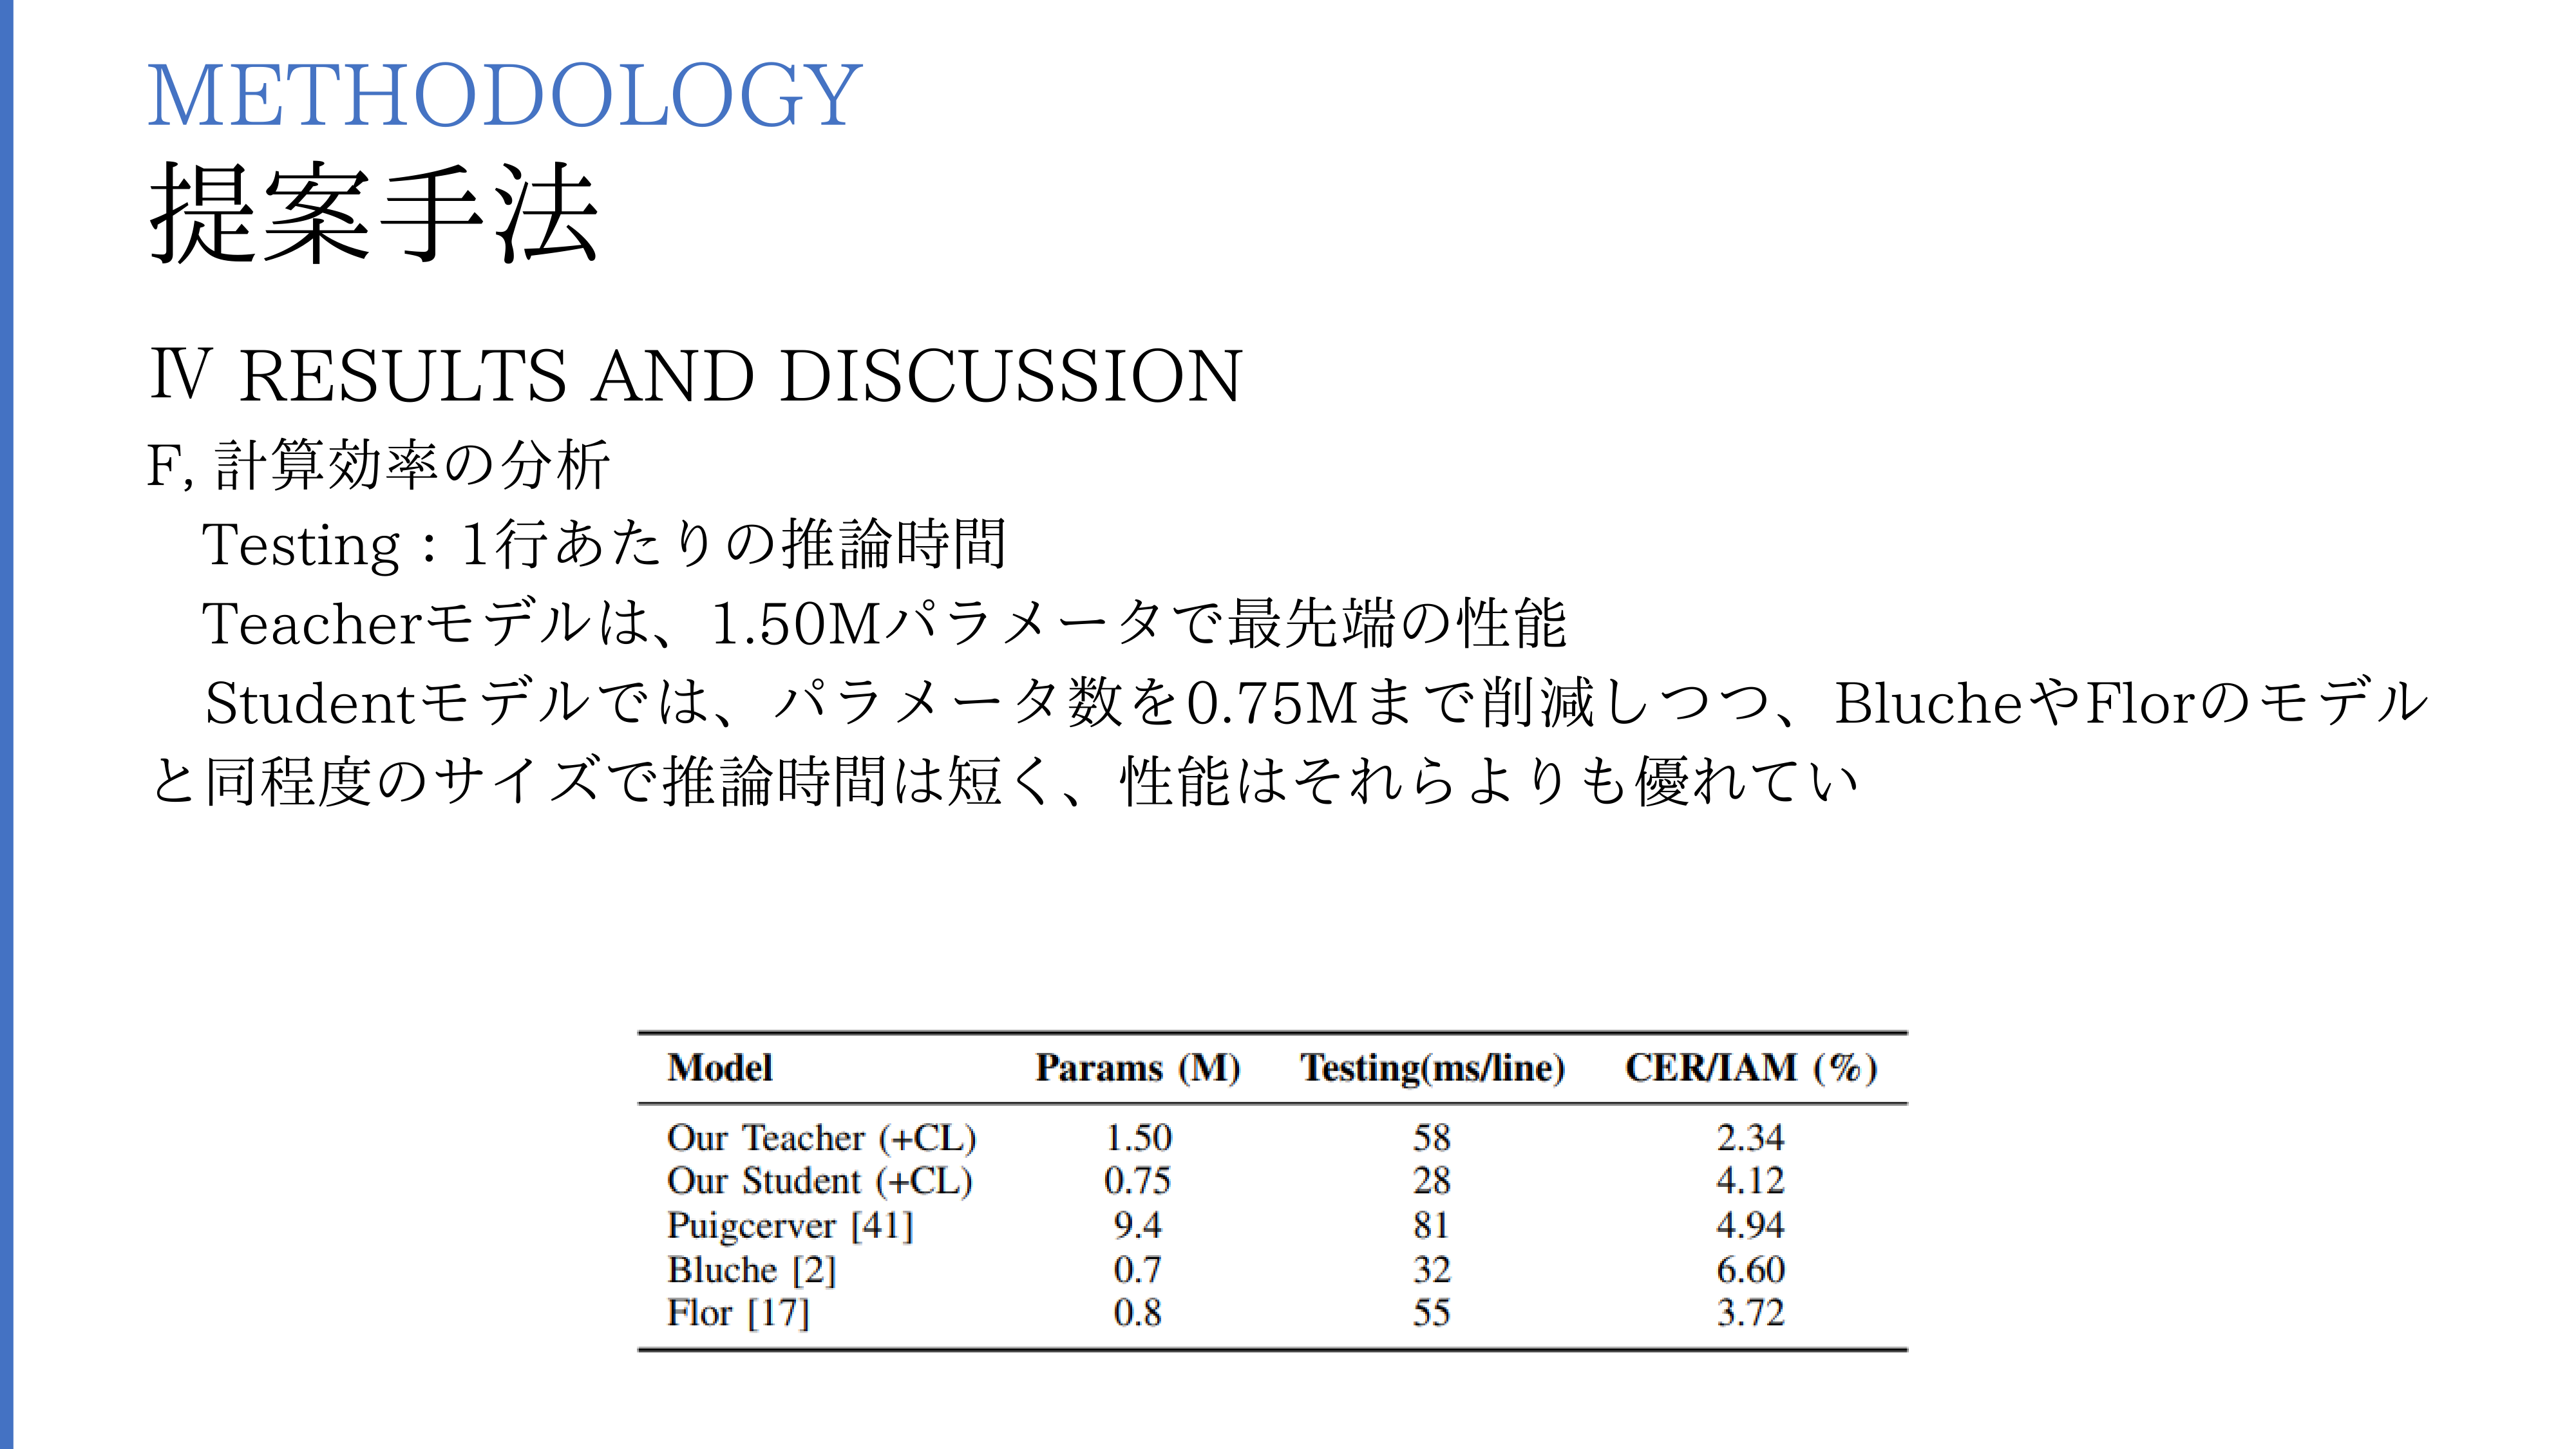 METHODOLOGY
提案手法
Ⅳ RESULTS AND DISCUSSION
F, 計算効率の分析
Testing：1行あたりの推論時間
Teacherモデルは、1.50Mパラメータで最先端の性能
Studentモデルでは、パラメータ数を0.75Mまで削減しつつ、BlucheやFlorのモデル
と同程度のサイズで推論時間は短く、性能はそれらよりも優れてい
Model Params (M) Testing(ms/line) CER/IAM (%)
Our Teacher (+CL) 1.50 58 2.34
Our Student (+CL) 0.75 28 4.12
Puigcerver [41] 9.4 81 4.94
Bluche [2] 0.7 32 6.60
Flor [17] 0.8 55 3.72